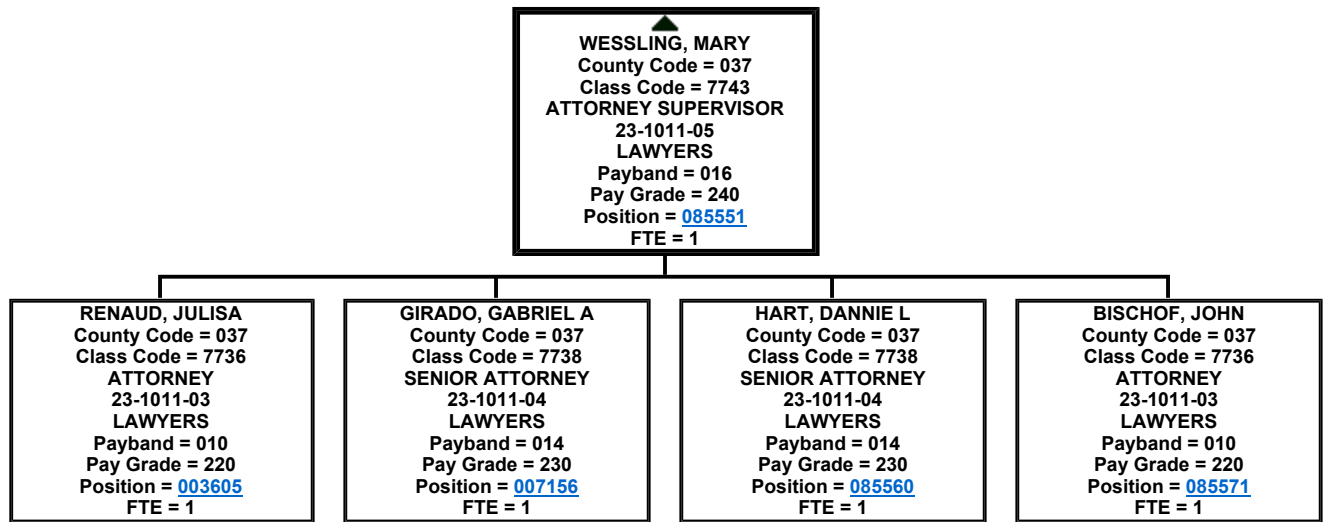 WESSLING, MARY
County Code = 037
Class Code = 7743
ATTORNEY SUPERVISOR
23-1011-05
LAWYERS
Payband = 016
Pay Grade = 240
Position = 085551
FTE = 1
RENAUD, JULISA
County Code = 037
Class Code = 7736
ATTORNEY
23-1011-03
LAWYERS
Payband = 010
Pay Grade = 220
Position = 003605
FTE = 1
GIRADO, GABRIEL A
County Code = 037
Class Code = 7738
SENIOR ATTORNEY
23-1011-04
LAWYERS
Payband = 014
Pay Grade = 230
Position = 007156
FTE = 1
HART, DANNIE L
County Code = 037
Class Code = 7738
SENIOR ATTORNEY
23-1011-04
LAWYERS
Payband = 014
Pay Grade = 230
Position = 085560
FTE = 1
BISCHOF, JOHN
County Code = 037
Class Code = 7736
ATTORNEY
23-1011-03
LAWYERS
Payband = 010
Pay Grade = 220
Position = 085571
FTE = 1